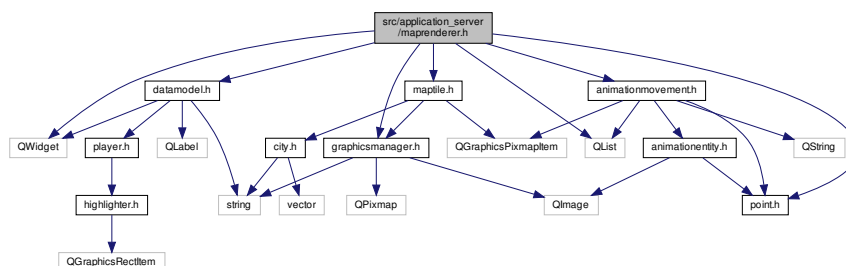 src/application_server
/maprenderer.h
datamodel.h
maptile.h
animationmovement.h
QWidget
player.h
QLabel
city.h
graphicsmanager.h
QGraphicsPixmapItem
QList
animationentity.h
QString
highlighter.h
string
vector
QPixmap
QImage
point.h
QGraphicsRectItem